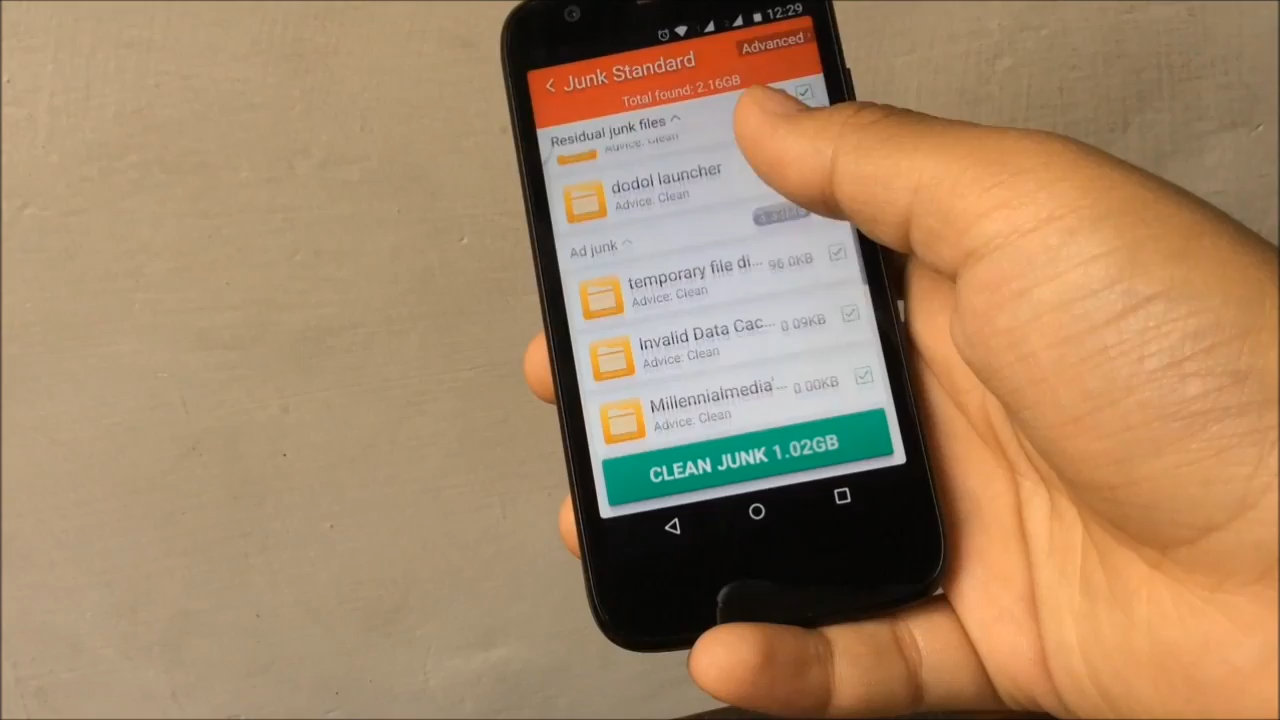 12:29
Junk Standard
Advanced
Total found: 2.16GB
Residual junk files
Advice: Clean
dodol launcher
Advice: Clean
Ad junk
temporary file di... 96.0KB
Advice: Clean
Invalid Data Cac... 0.09KB
Advice: Clean
Millennialmedia'... 0.00KB
Advice: Clean
CLEAN JUNK 1.02GB